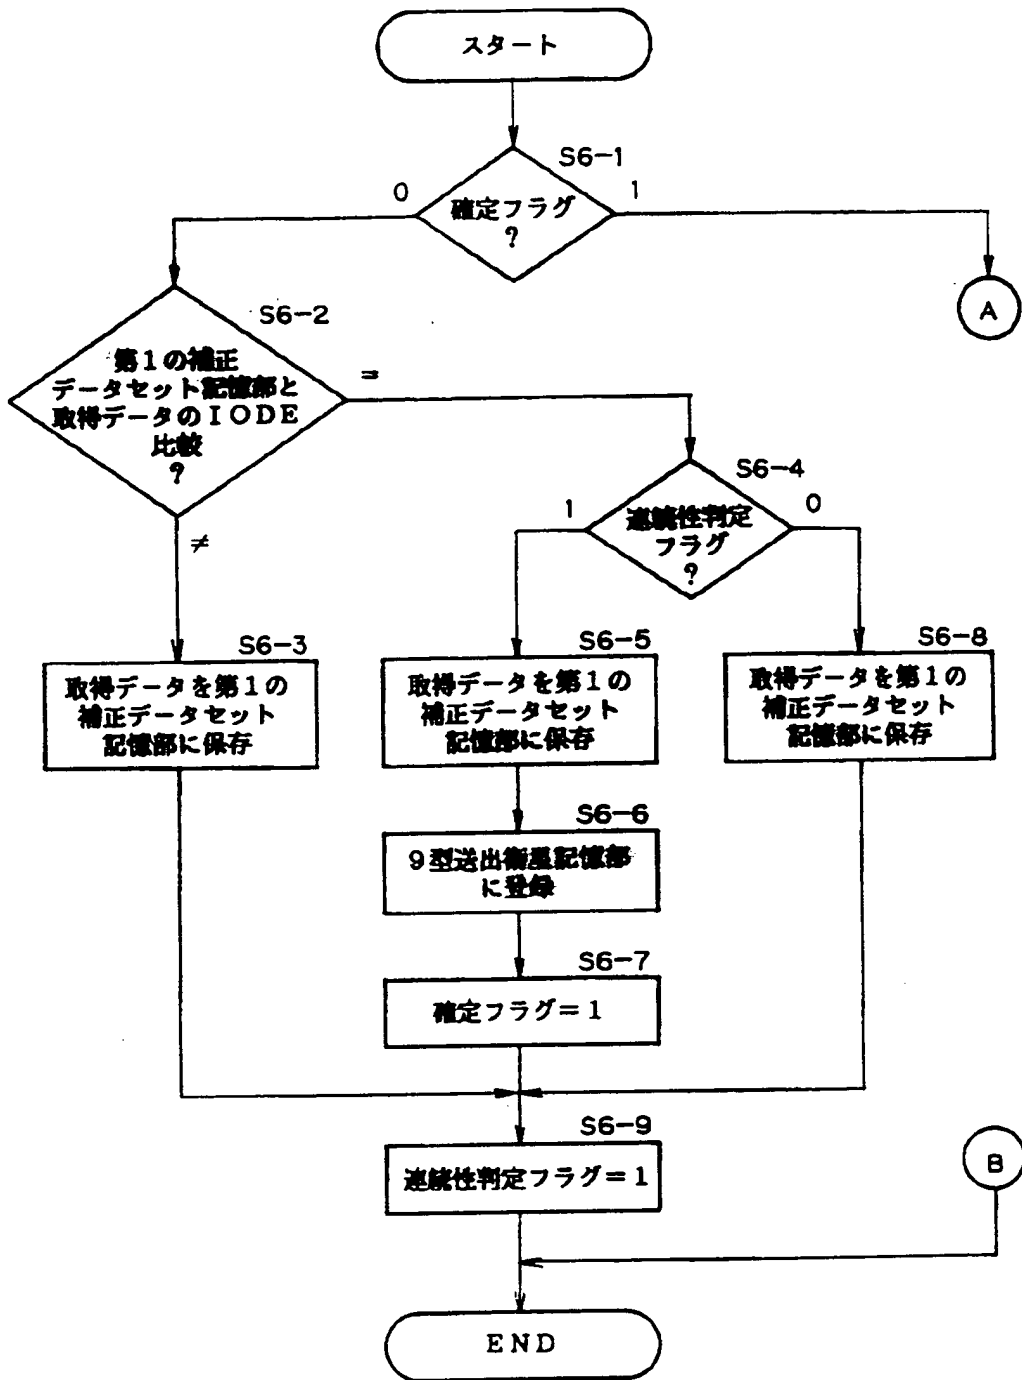 スタート
S6-1
0
1
確定フラグ
?
A
S6-2
第1の補正
データセット記憶部と
取得データのIODE
比較
?
=
≠
S6-4
1
0
連続性判定
フラグ
?
S6-3
取得データを第1の
補正データセット
記憶部に保存
S6-5
取得データを第1の
補正データセット
記憶部に保存
S6-8
取得データを第1の
補正データセット
記憶部に保存
S6-6
9型送出衛星記憶部
に登録
S6-7
確定フラグ=1
S6-9
連続性判定フラグ=1
B
END